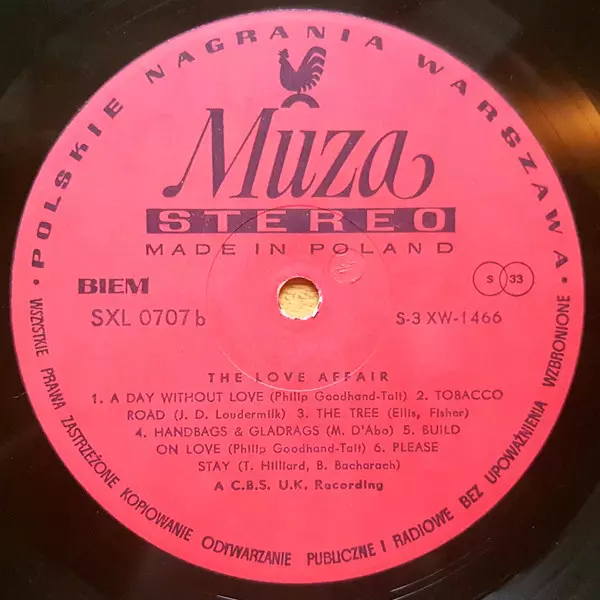 • POLSKIE NAGRANIA WARSZAWA •
Muza
STEREO
MADE IN POLAND
BIEM
S 33
SXL 0707 b
S-3 XW-1466
THE LOVE AFFAIR
1. A DAY WITHOUT LOVE (Philip Goodhand-Tait) 2. TOBACCO
ROAD (J. D. Loudermilk) 3. THE TREE (Ellis, Fisher)
4. HANDBAGS & GLADRAGS (M. D'Abo) 5. BUILD
ON LOVE (Philip Goodhand-Tait) 6. PLEASE
STAY (T. Hilliard, B. Bacharach)
A C.B.S. U.K. Recording
WSZYSTKIE PRAWA ZASTRZEŻONE KOPIOWANIE ODTWARZANIE PUBLICZNE I RADIOWE BEZ UPOWAŻNIENIA WZBRONIONE